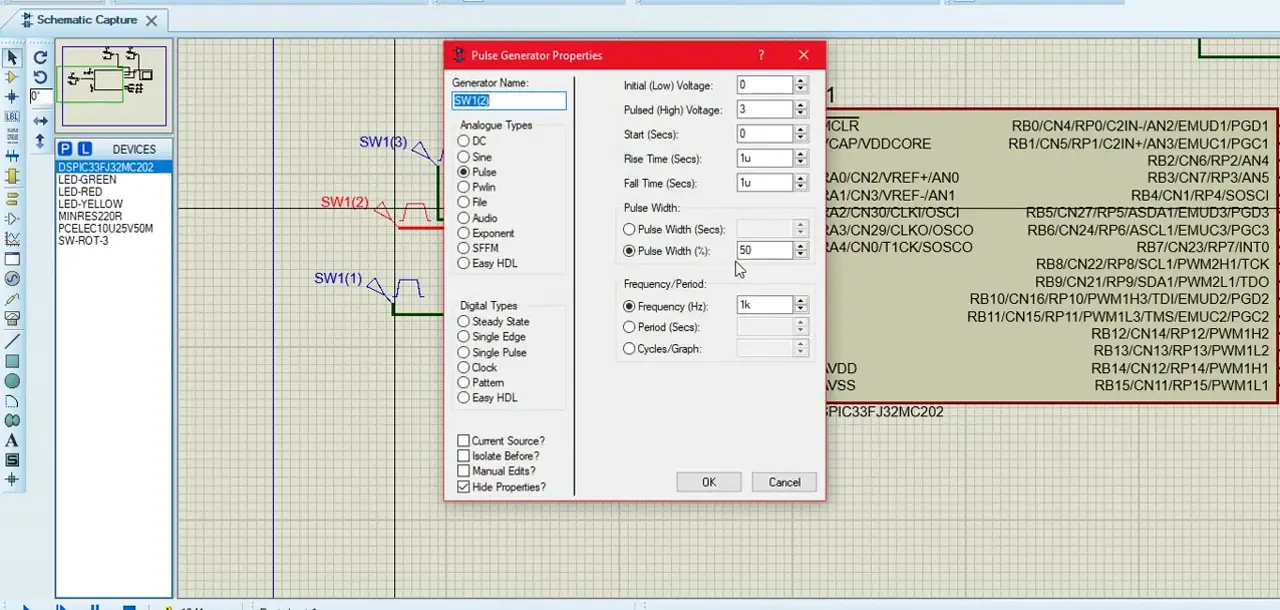 Schematic Capture
0°
LBL
P L DEVICES
DSPIC33FJ32MC202
LED-GREEN
LED-RED
LED-YELLOW
MINRES220R
PCELEC10U25V50M
SW-ROT-3
SW1(3)
SW1(2)
SW1(1)
Pulse Generator Properties
?
Generator Name:
SW1(2)
Analogue Types
DC
Sine
Pulse
Pwlin
File
Audio
Exponent
SFFM
Easy HDL
Digital Types
Steady State
Single Edge
Single Pulse
Clock
Pattern
Easy HDL
Current Source?
Isolate Before?
Manual Edits?
Hide Properties?
Initial (Low) Voltage: 0
Pulsed (High) Voltage: 3
Start (Secs): 0
Rise Time (Secs): 1u
Fall Time (Secs): 1u
Pulse Width:
Pulse Width (Secs):
Pulse Width (%): 50
Frequency/Period:
Frequency (Hz): 1k
Period (Secs):
Cycles/Graph:
OK Cancel
1
MCLR
/CAP/VDDCORE
RA0/CN2/VREF+/AN0
RA1/CN3/VREF-/AN1
RA2/CN30/CLKI/OSCI
RA3/CN29/CLKO/OSCO
RA4/CN0/T1CK/SOSCO
AVDD
AVSS
RB0/CN4/RP0/C2IN-/AN2/EMUD1/PGD1
RB1/CN5/RP1/C2IN+/AN3/EMUC1/PGC1
RB2/CN6/RP2/AN4
RB3/CN7/RP3/AN5
RB4/CN1/RP4/SOSCI
RB5/CN27/RP5/ASDA1/EMUD3/PGD3
RB6/CN24/RP6/ASCL1/EMUC3/PGC3
RB7/CN23/RP7/INT0
RB8/CN22/RP8/SCL1/PWM2H1/TCK
RB9/CN21/RP9/SDA1/PWM2L1/TDO
RB10/CN16/RP10/PWM1H3/TDI/EMUD2/PGD2
RB11/CN15/RP11/PWM1L3/TMS/EMUC2/PGC2
RB12/CN14/RP12/PWM1H2
RB13/CN13/RP13/PWM1L2
RB14/CN12/RP14/PWM1H1
RB15/CN11/RP15/PWM1L1
SPIC33FJ32MC202
A